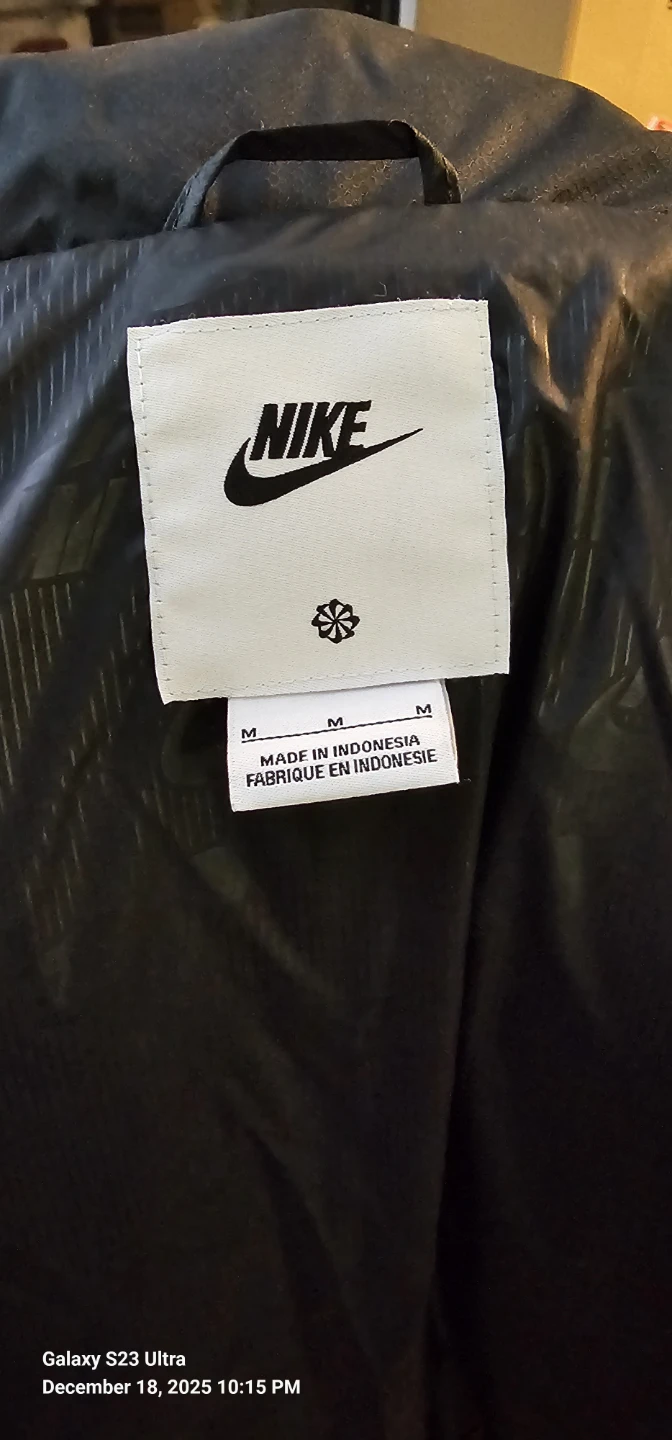 NIKE
M M M
MADE IN INDONESIA
FABRIQUE EN INDONESIE
Galaxy S23 Ultra
December 18, 2025 10:15 PM